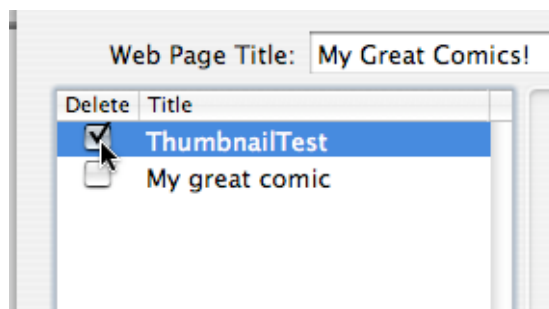 Web Page Title: My Great Comics!
Delete Title
ThumbnailTest
My great comic